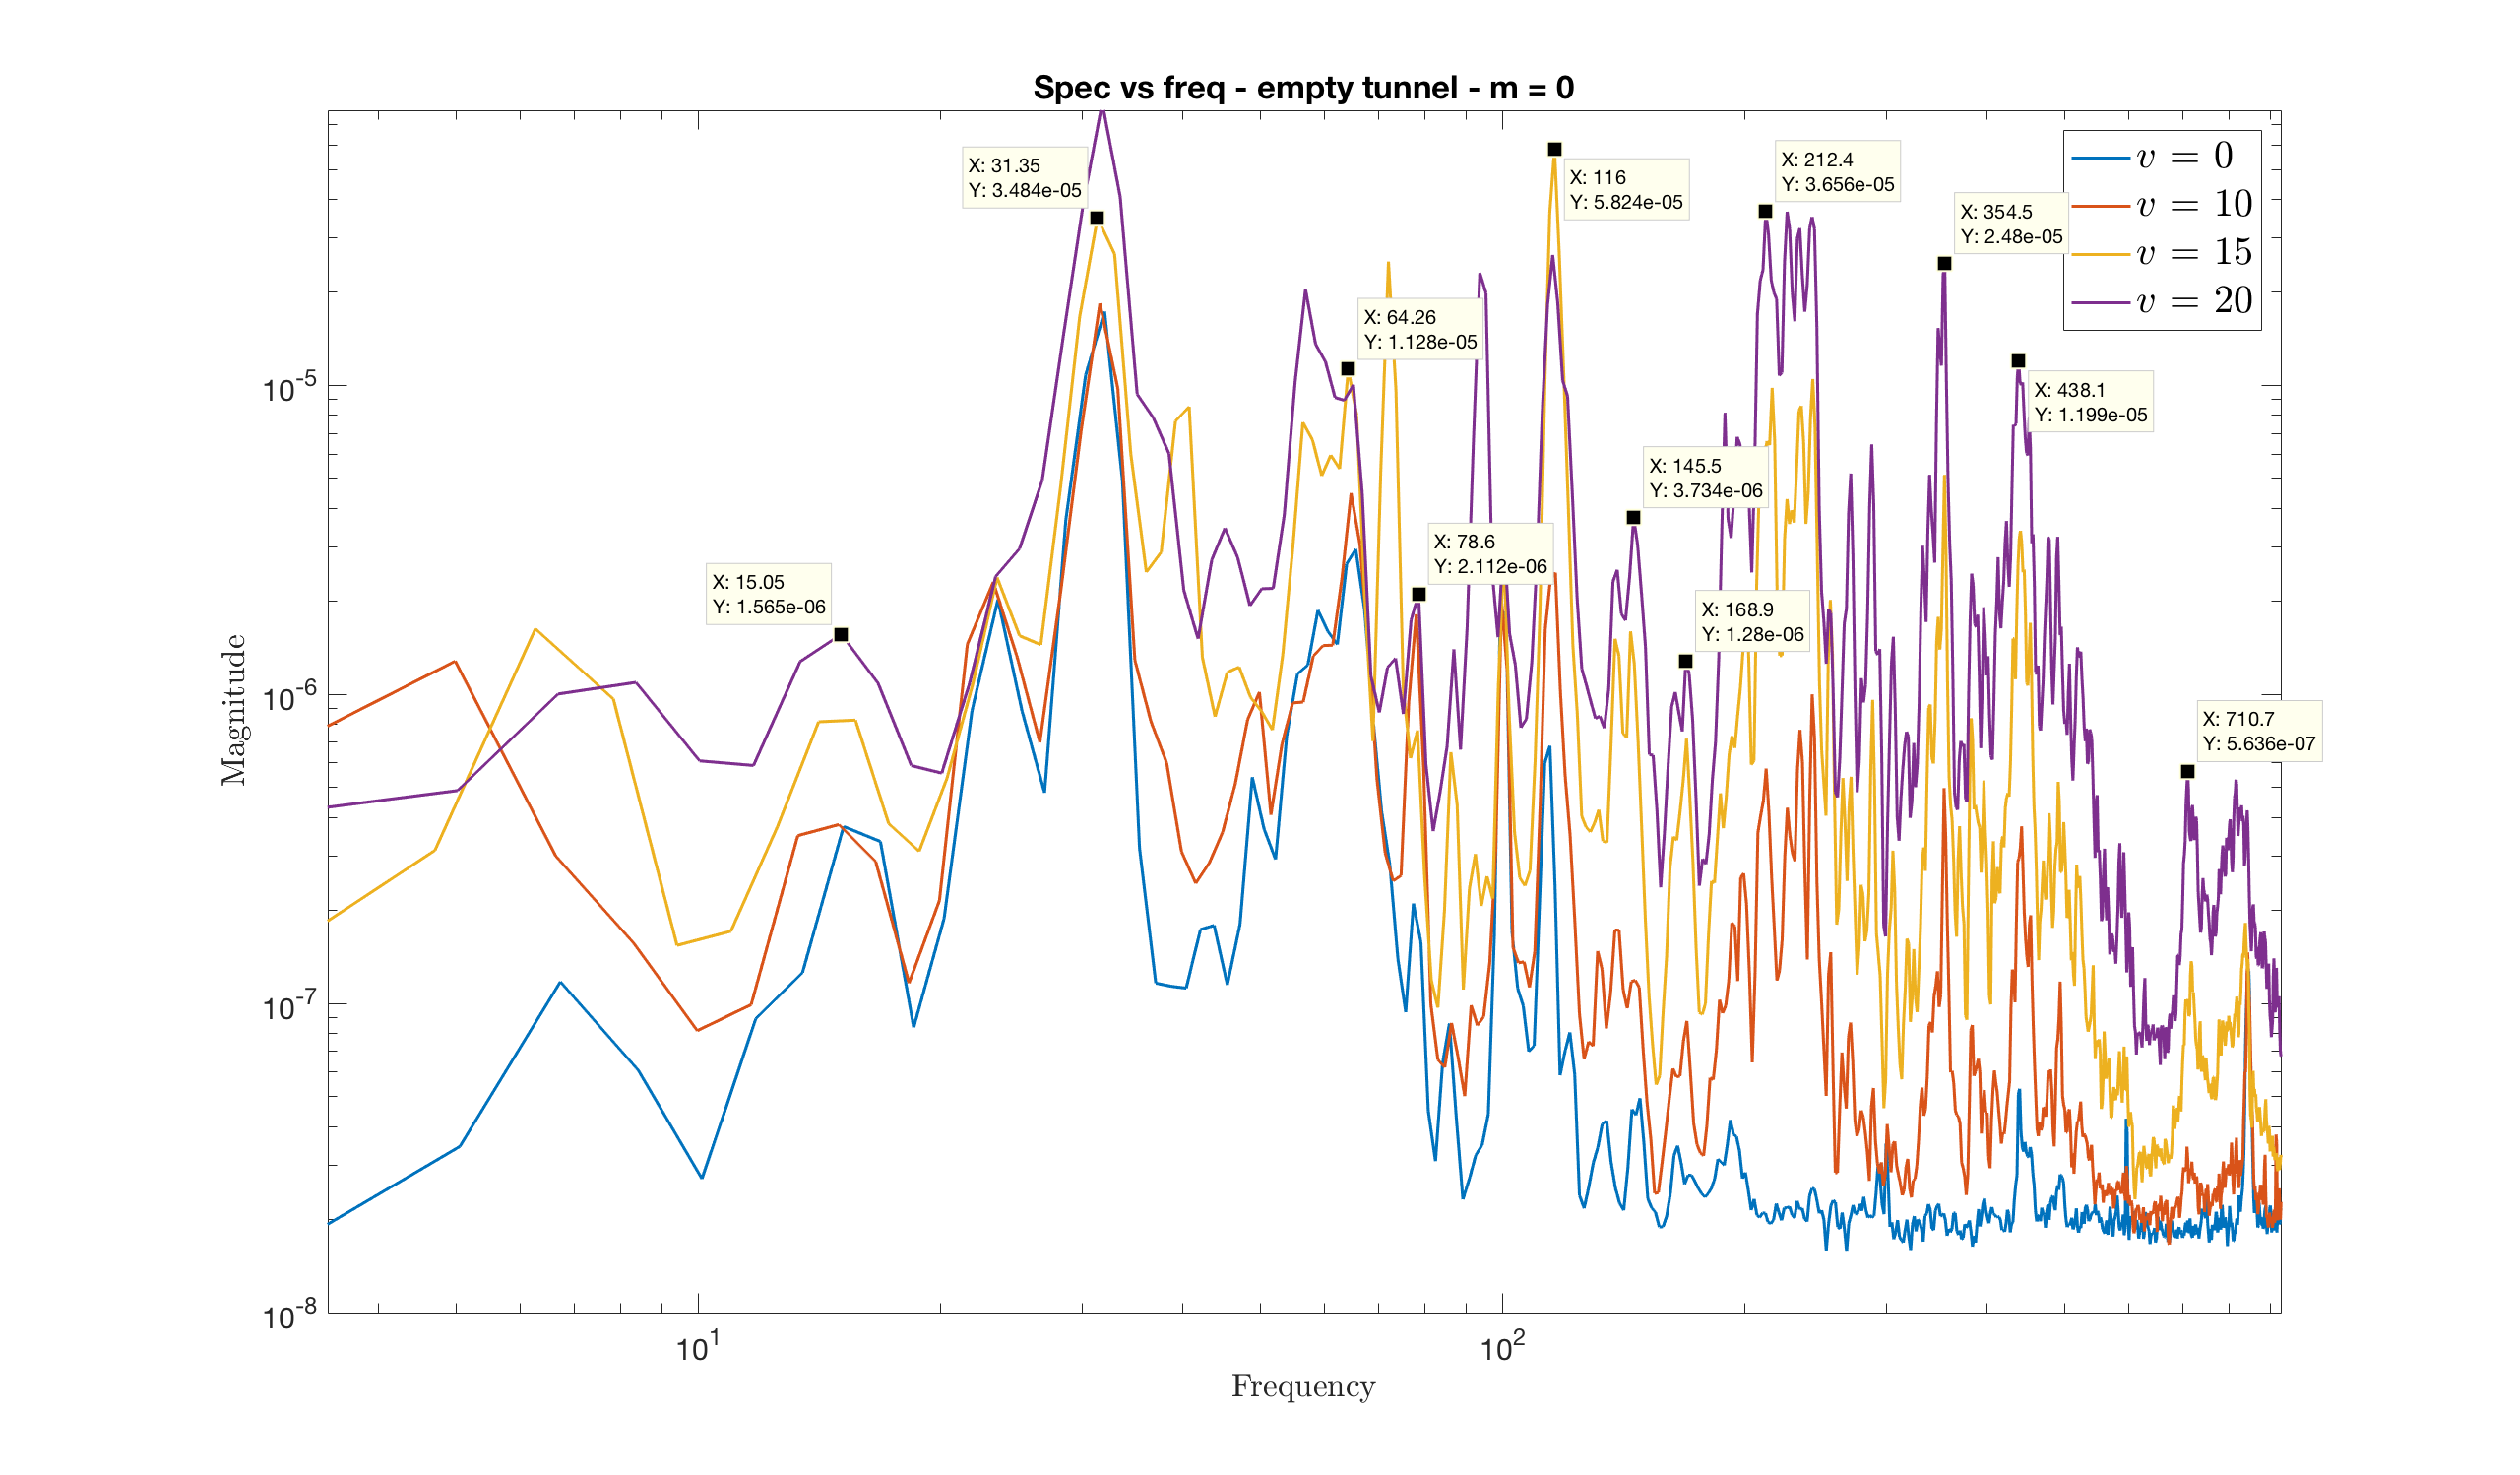 Spec vs freq - empty tunnel - m = 0
X: 31.35
Y: 3.484e-05
X: 116
Y: 5.824e-05
X: 212.4
Y: 3.656e-05
X: 354.5
Y: 2.48e-05
v = 0
v = 10
v = 15
v = 20
X: 64.26
Y: 1.128e-05
X: 438.1
Y: 1.199e-05
X: 145.5
Y: 3.734e-06
X: 78.6
Y: 2.112e-06
X: 15.05
Y: 1.565e-06
X: 168.9
Y: 1.28e-06
X: 710.7
Y: 5.636e-07
Magnitude
10^-5
10^-6
10^-7
10^-8
10^1
10^2
Frequency